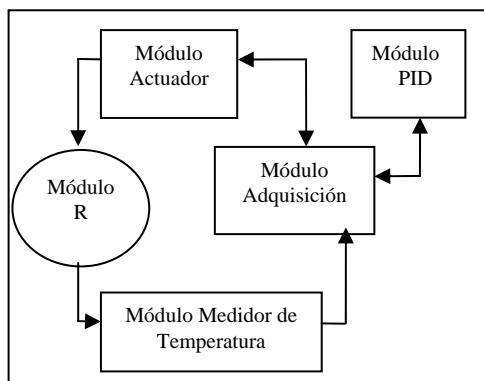 Módulo
Actuador
Módulo
PID
Módulo
R
Módulo
Adquisición
Módulo Medidor de
Temperatura